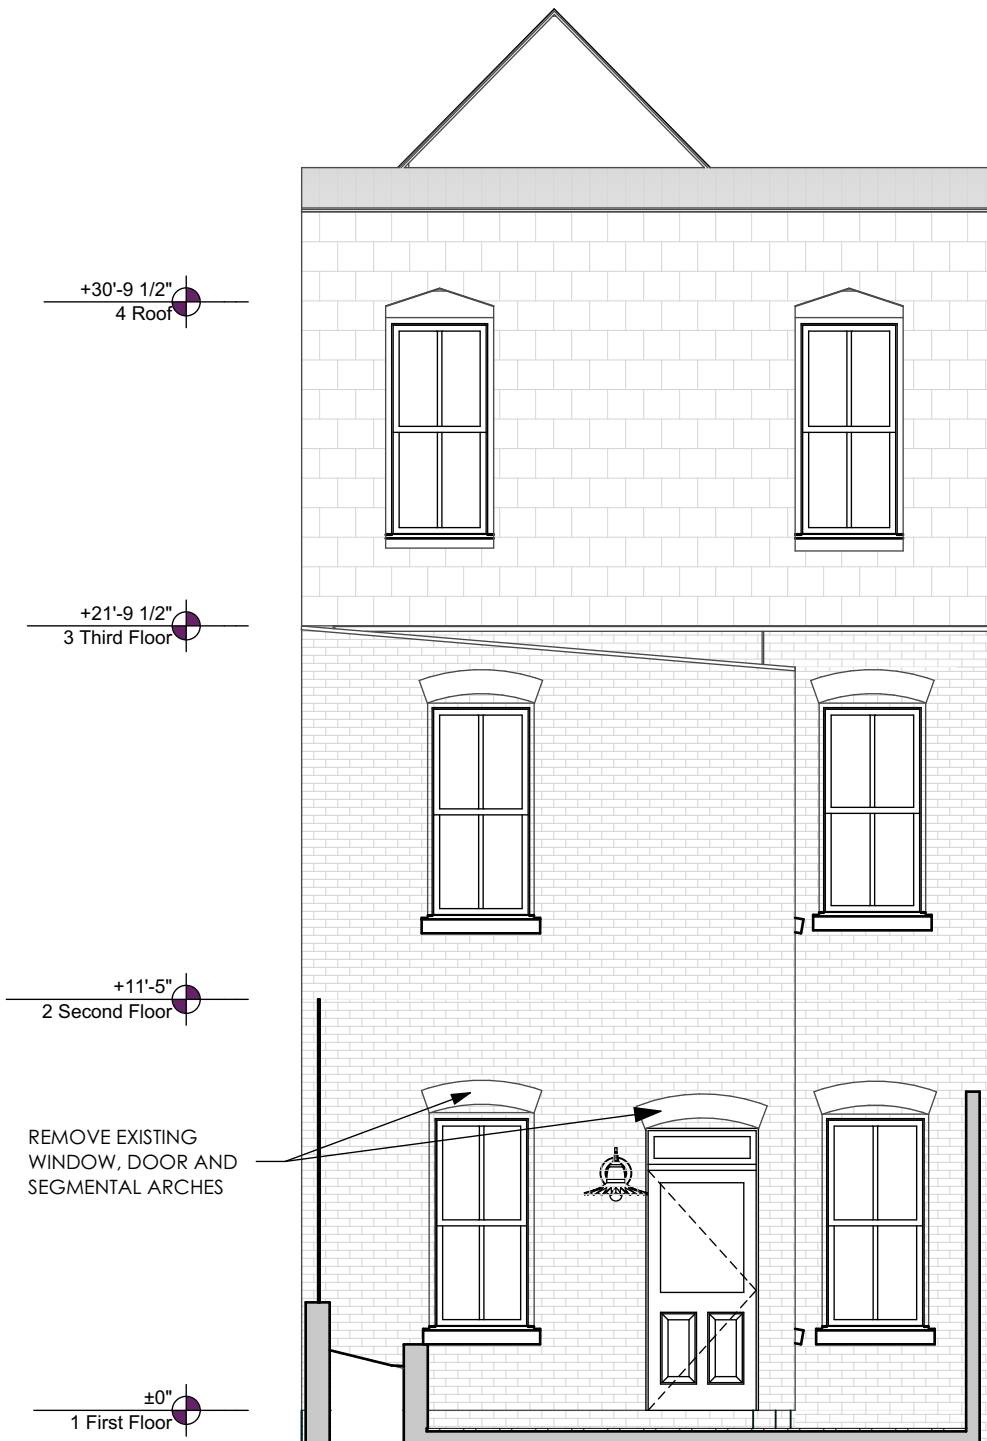 +30'-9 1/2"
4 Roof
+21'-9 1/2"
3 Third Floor
+11'-5"
2 Second Floor
REMOVE EXISTING
WINDOW, DOOR AND
SEGMENTAL ARCHES
±0"
1 First Floor